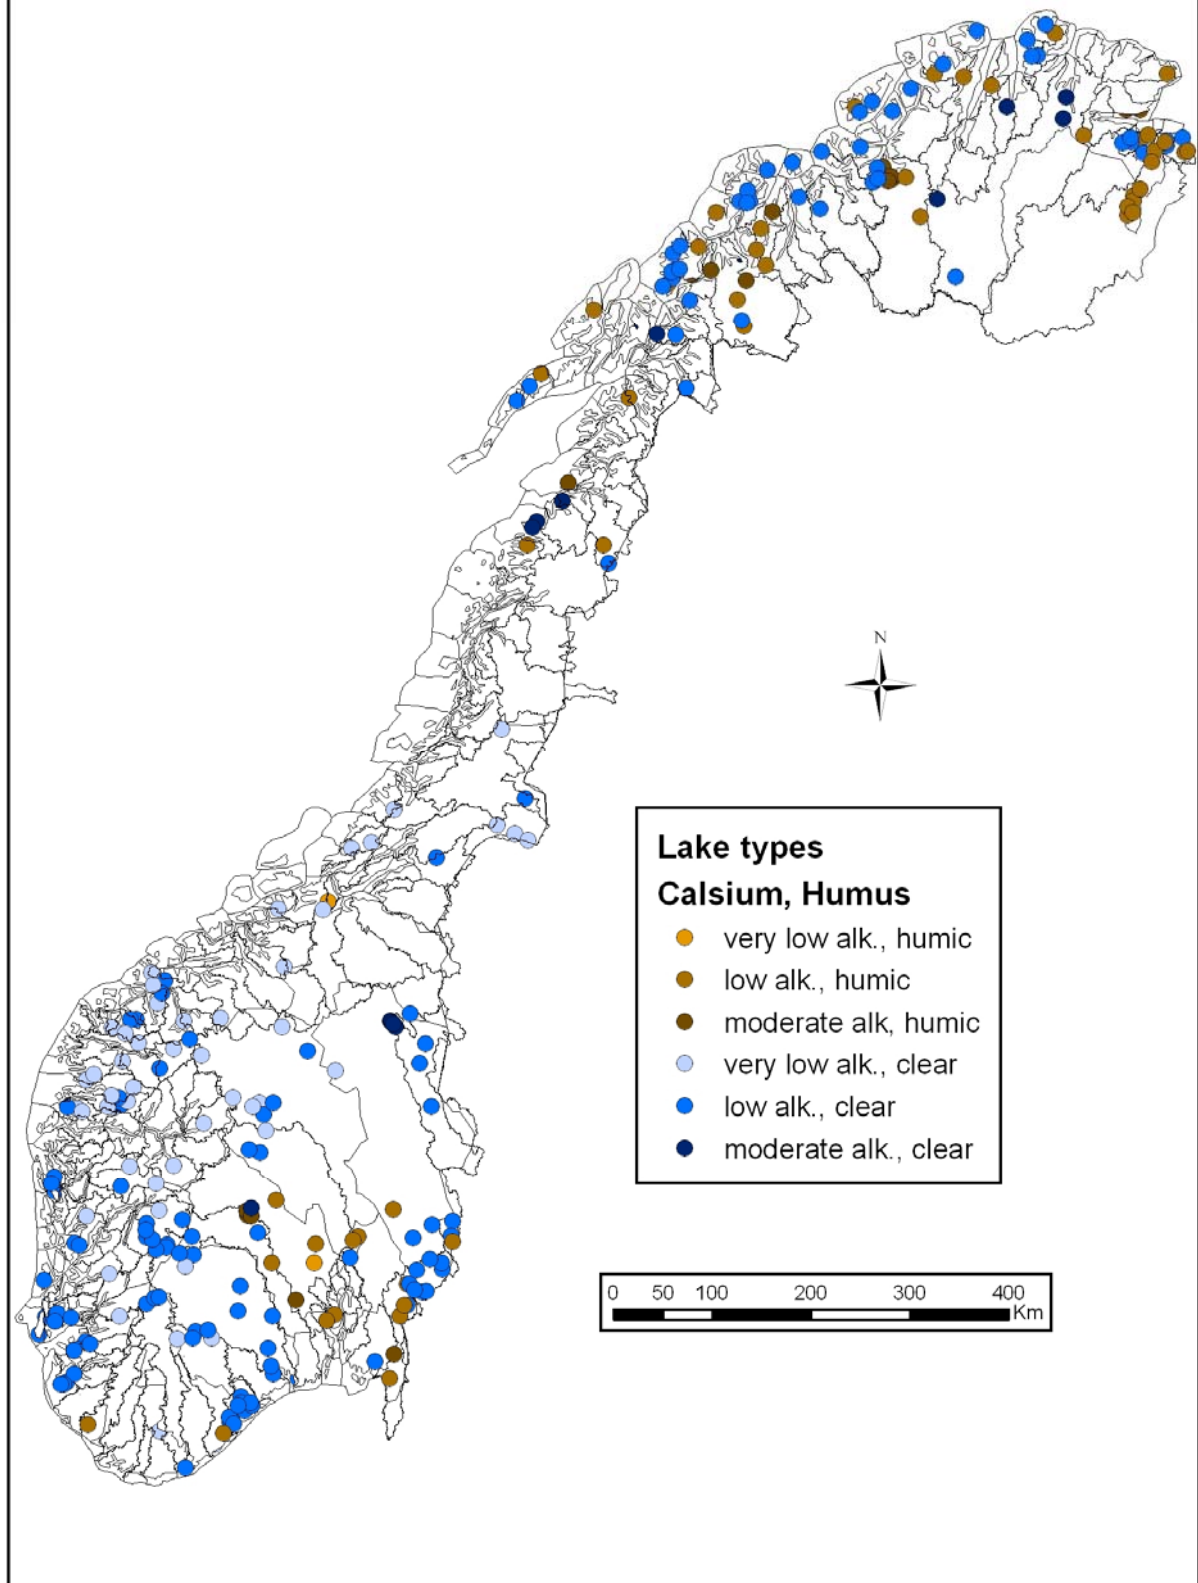 N
Lake types
Calsium, Humus
very low alk., humic
low alk., humic
moderate alk, humic
very low alk., clear
low alk., clear
moderate alk., clear
0 50 100 200 300 400
Km